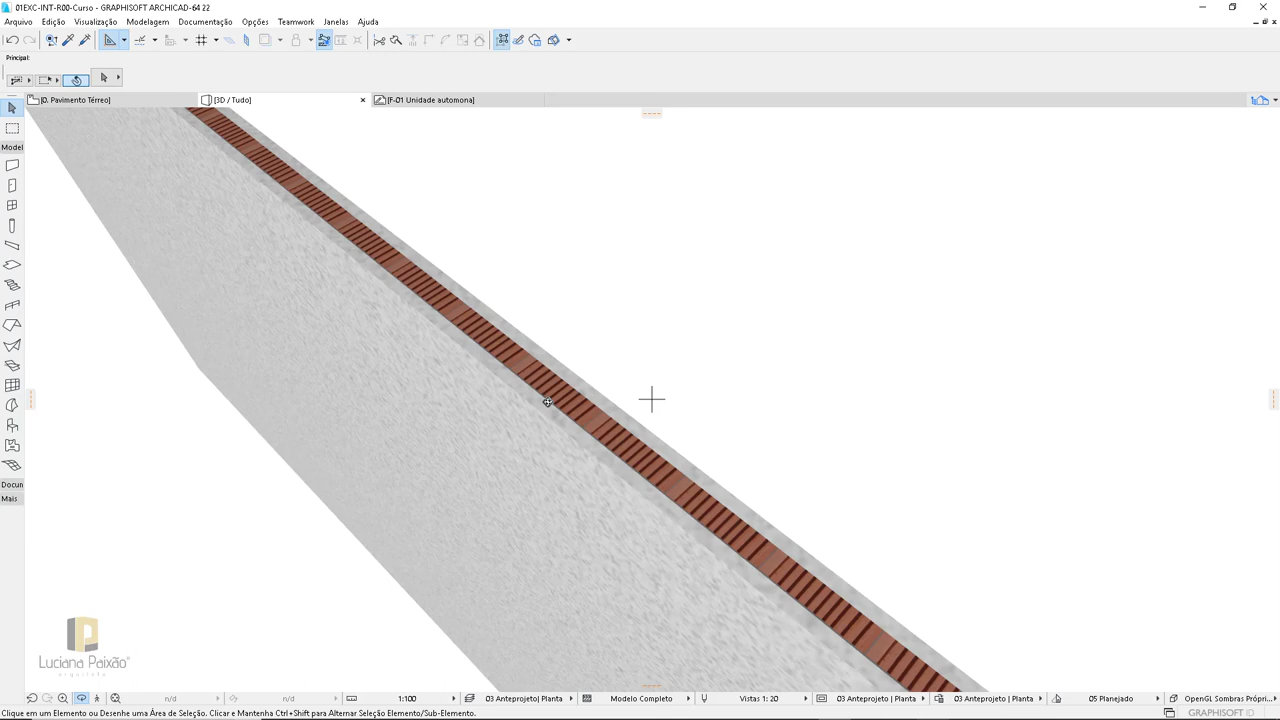 01EXC-INT-R00-Curso - GRAPHISOFT ARCHICAD-64 22
Arquivo Edição Visualização Modelagem Documentação Opções Teamwork Janelas Ajuda
Principal:
[0. Pavimento Térreo] [3D / Tudo] [F-01 Unidade automona]
Model
Docun
Mais
Luciana Paixão®
arquiteta
n/d n/d 1:100 03 Anteprojeto| Planta Modelo Completo Vistas 1: 20 03 Anteprojeto | Planta 03 Anteprojeto | Planta 05 Planejado OpenGL Sombras Própri...
Clique em um Elemento ou Desenhe uma Área de Seleção. Clicar e Mantenha Ctrl+Shift para Alternar Seleção Elemento/Sub-Elemento.
GRAPHISOFT ID